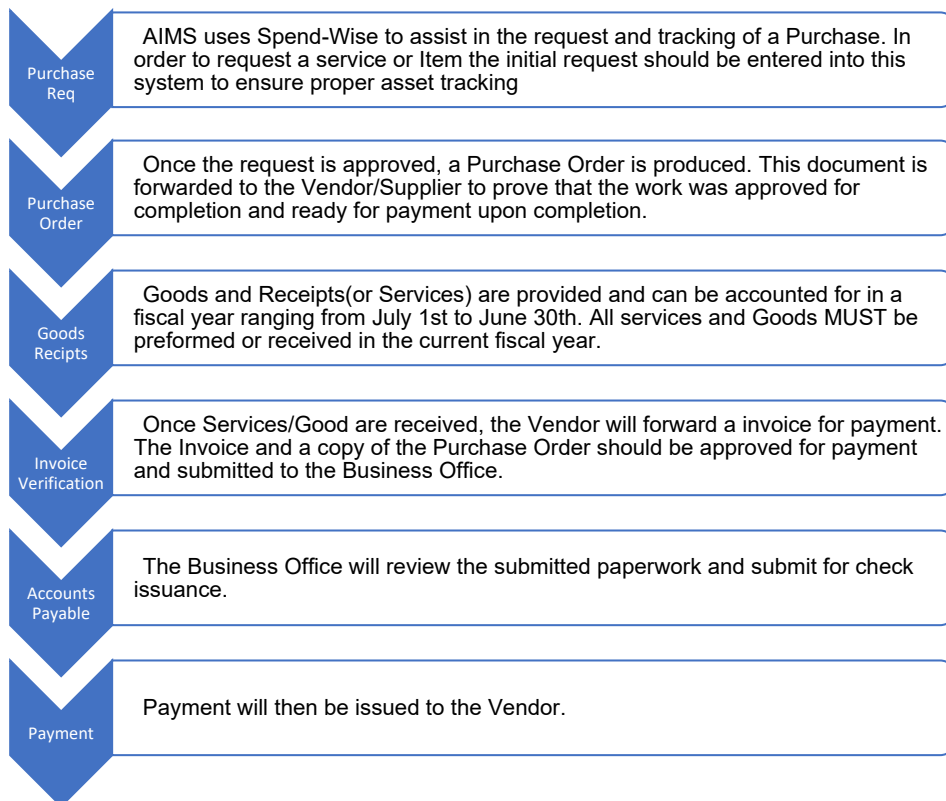 Purchase
Req
AIMS uses Spend-Wise to assist in the request and tracking of a Purchase. In
order to request a service or Item the initial request should be entered into this
system to ensure proper asset tracking
Purchase
Order
Once the request is approved, a Purchase Order is produced. This document is
forwarded to the Vendor/Supplier to prove that the work was approved for
completion and ready for payment upon completion.
Goods
Recipts
Goods and Receipts(or Services) are provided and can be accounted for in a
fiscal year ranging from July 1st to June 30th. All services and Goods MUST be
preformed or received in the current fiscal year.
Invoice
Verification
Once Services/Good are received, the Vendor will forward a invoice for payment.
The Invoice and a copy of the Purchase Order should be approved for payment
and submitted to the Business Office.
Accounts
Payable
The Business Office will review the submitted paperwork and submit for check
issuance.
Payment
Payment will then be issued to the Vendor.